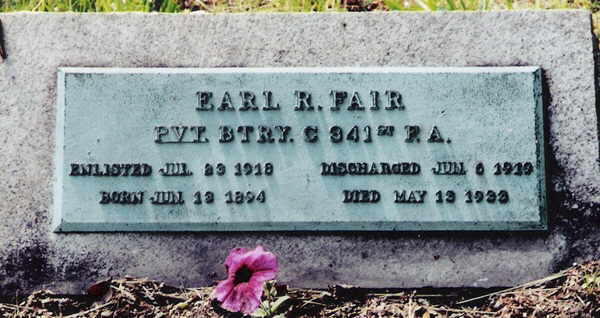 EARL R. FAIR
PVT. BTRY. C 341ST F.A.
ENLISTED JUL 23 1918 DISCHARGED JUN. 6 1919
BORN JUN. 13 1894 DIED MAY 13 1933